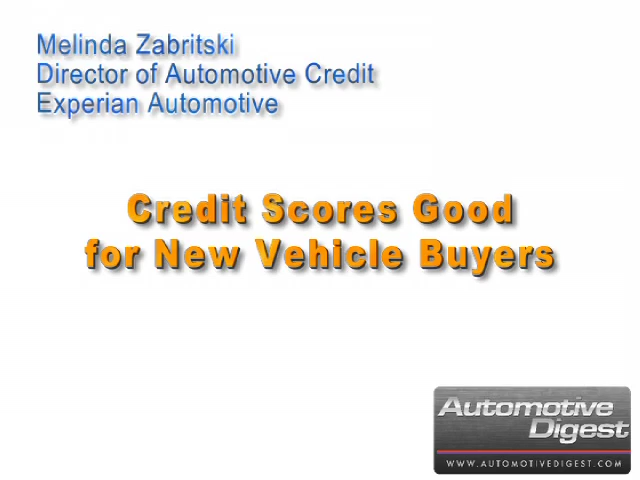 Melinda Zabritski
Director of Automotive Credit
Experian Automotive
Credit Scores Good
for New Vehicle Buyers
Automotive
Digest
WWW.AUTOMOTIVEDIGEST.COM